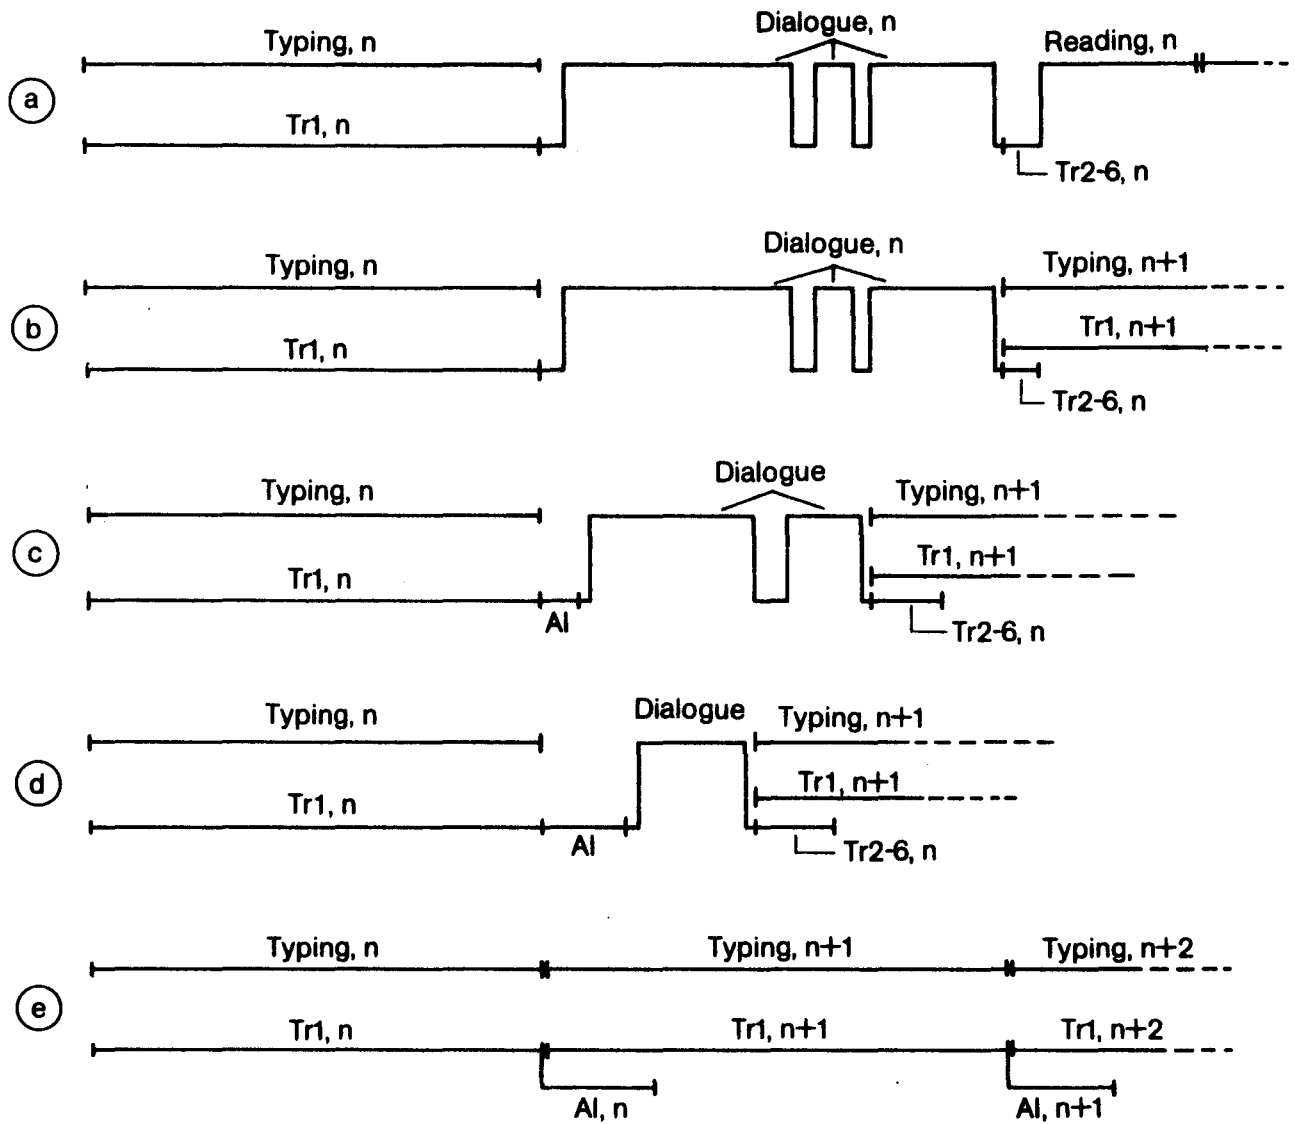 Dialogue, n
Typing, n
Reading, n
a
Tr1, n
Tr2-6, n
Dialogue, n
Typing, n
Typing, n+1
b
Tr1, n+1
Tr1, n
Tr2-6, n
Dialogue
Typing, n
Typing, n+1
c
Tr1, n+1
Tr1, n
AI
Tr2-6, n
Typing, n
Dialogue
Typing, n+1
d
Tr1, n+1
Tr1, n
AI
Tr2-6, n
Typing, n
Typing, n+1
Typing, n+2
e
Tr1, n
Tr1, n+1
Tr1, n+2
AI, n
AI, n+1